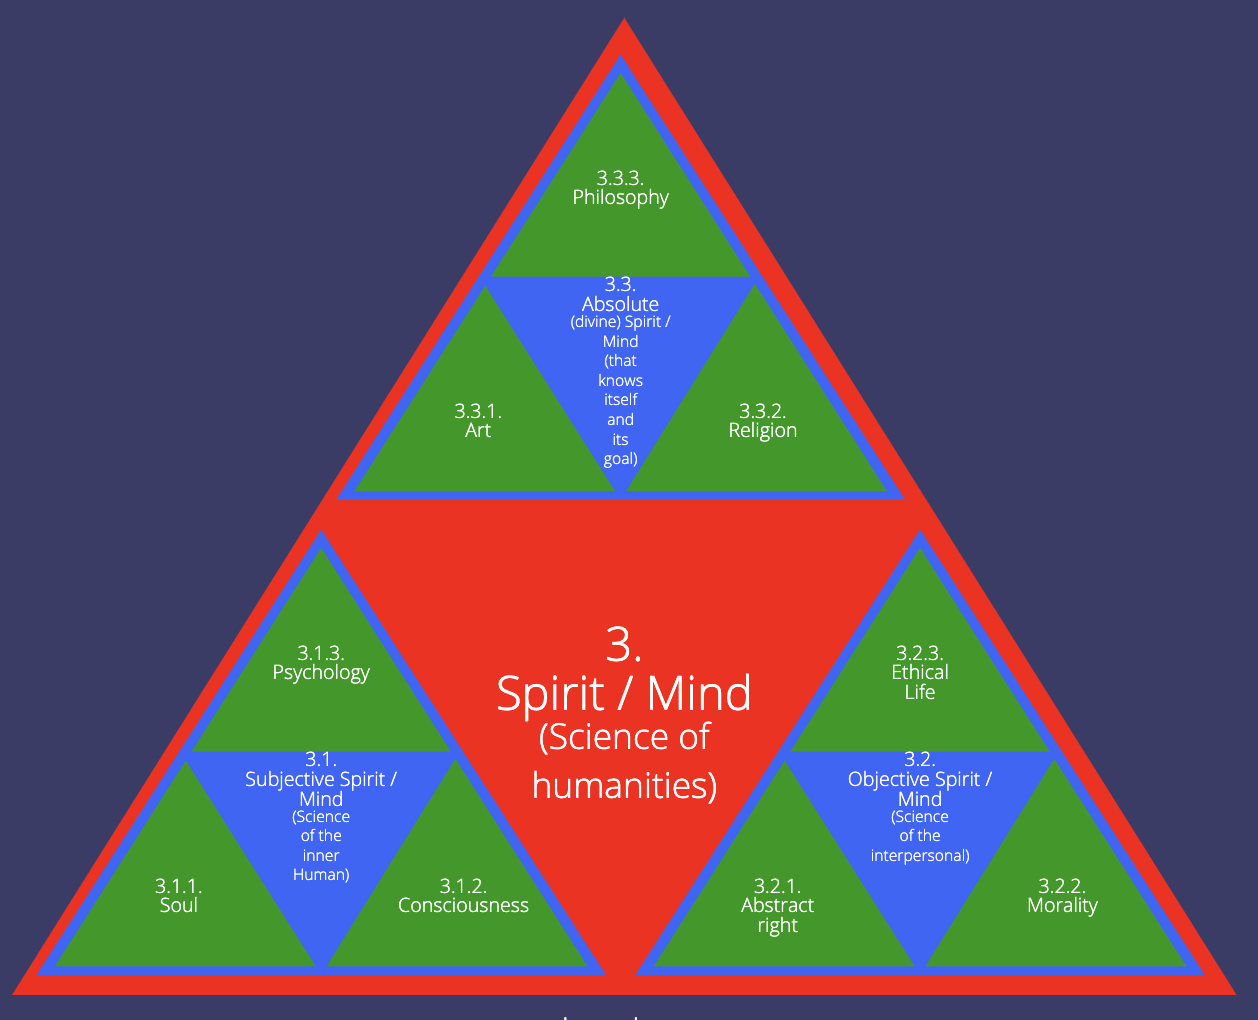 3.3.3.
Philosophy
3.3.
Absolute
(divine) Spirit /
Mind
(that
knows
itself
and
its
goal)
3.3.1.
Art
3.3.2.
Religion
3.
Spirit / Mind
(Science of
humanities)
3.1.3.
Psychology
3.1.
Subjective Spirit /
Mind
(Science
of the
inner
Human)
3.1.1.
Soul
3.1.2.
Consciousness
3.2.3.
Ethical
Life
3.2.
Objective Spirit /
Mind
(Science
of the
interpersonal)
3.2.1.
Abstract
right
3.2.2.
Morality